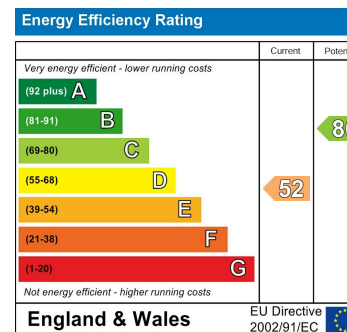 Energy Efficiency Rating
Current
Very energy efficient - lower running costs
(92 plus) A
(81-91) B
(69-80) C
(55-68) D
52
(39-54) E
(21-38) F
(1-20) G
Not energy efficient - higher running costs
England & Wales
EU Directive
2002/91/EC